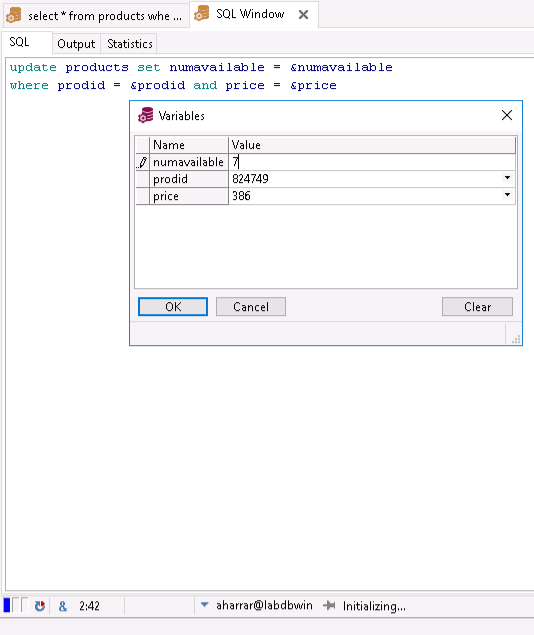 select * from products whe ...
SQL Window
SQL
Output
Statistics
update products set numavailable = &numavailable
where prodid = &prodid and price = &price
Variables
Name Value
numavailable 7
prodid 824749
price 386
OK
Cancel
Clear
& 2:42
aharrar@labdbwin
Initializing...